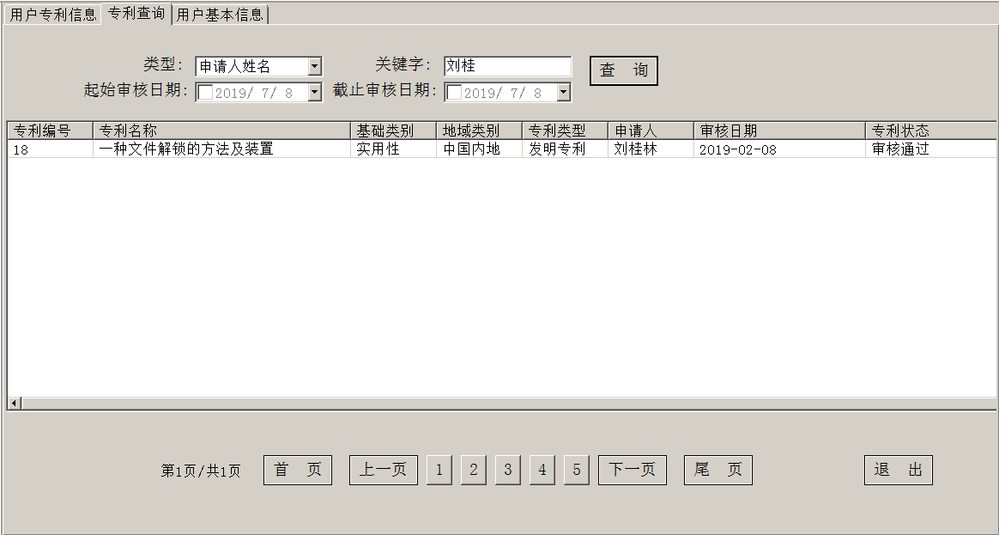 用户专利信息 专利查询 用户基本信息
类型: 申请人姓名 关键字: 刘桂 查 询
起始审核日期: 2019/ 7/ 8 截止审核日期: 2019/ 7/ 8
专利编号 专利名称 基础类别 地域类别 专利类型 申请人 审核日期 专利状态
18 一种文件解锁的方法及装置 实用性 中国内地 发明专利 刘桂林 2019-02-08 审核通过
第1页/共1页 首 页 上一页 1 2 3 4 5 下一页 尾 页 退 出